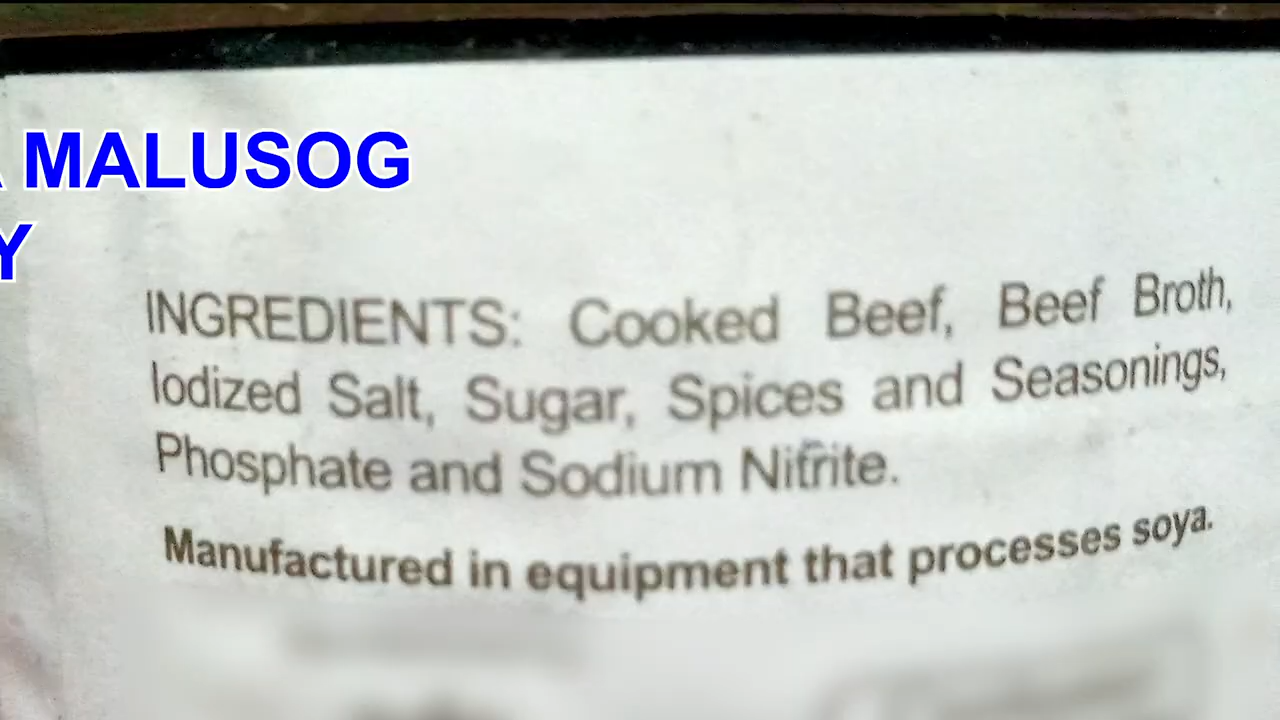 MALUSOG
Y
INGREDIENTS: Cooked Beef, Beef Broth,
Iodized Salt, Sugar, Spices and Seasonings,
Phosphate and Sodium Nitrite.
Manufactured in equipment that processes soya.